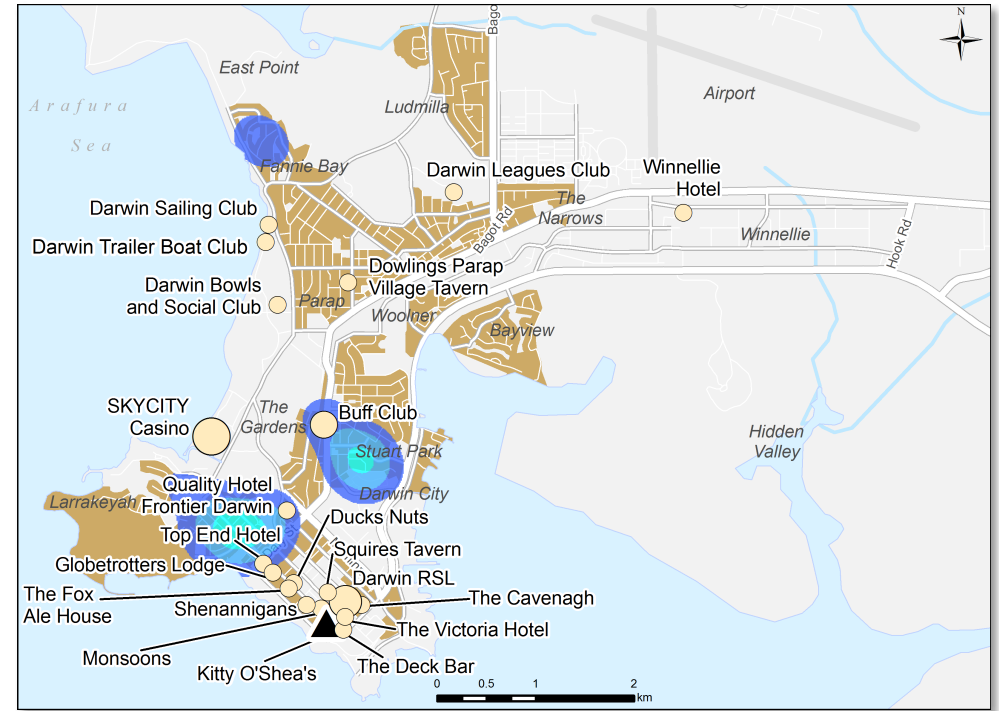 N
Bago
East Point
Arafura
Sea
Ludmilla
Airport
Fannie Bay
Darwin Leagues Club
Winnellie
Hotel
The
Narrows
Darwin Sailing Club
Bagot Rd
Winnellie
Hook Rd
Darwin Trailer Boat Club
Dowlings Parap
Village Tavern
Darwin Bowls
and Social Club
Parap
Woolner
Bayview
SKYCITY
Casino
The
Gardens
Buff Club
Stuart Park
Hidden
Valley
Quality Hotel
Frontier Darwin
Larrakeyah
Darwin City
Ducks Nuts
Top End Hotel
Squires Tavern
Globetrotters Lodge
Darwin RSL
The Fox
Ale House
Shenannigans
The Cavenagh
The Victoria Hotel
Monsoons
Kitty O'Shea's
The Deck Bar
0 0.5 1 2
km